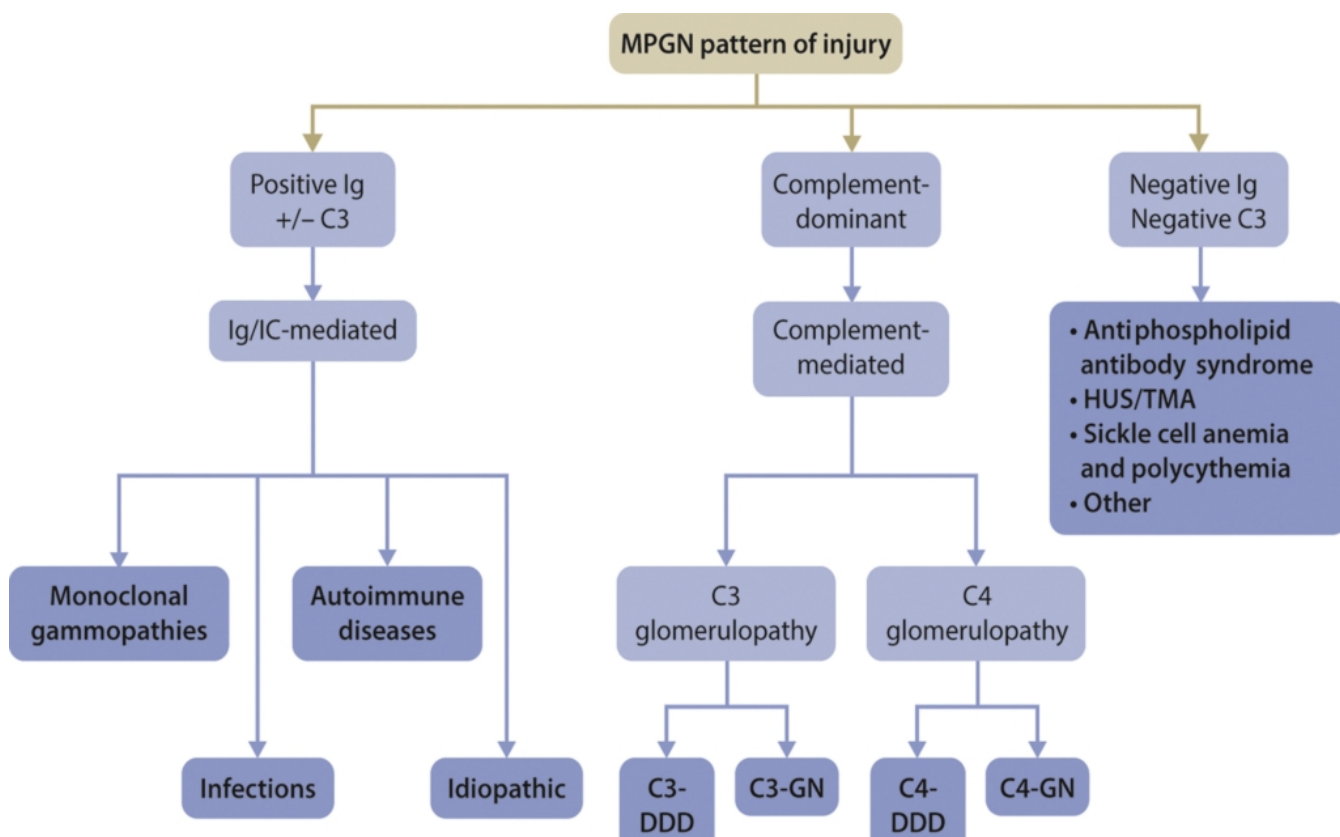 MPGN pattern of injury
Positive Ig
+/– C3
Complement-
dominant
Negative Ig
Negative C3
Ig/IC-mediated
Complement-
mediated
• Antiphospholipid
antibody syndrome
• HUS/TMA
• Sickle cell anemia
and polycythemia
• Other
Monoclonal
gammopathies
Autoimmune
diseases
C3
glomerulopathy
C4
glomerulopathy
Infections
Idiopathic
C3-
DDD
C3-GN
C4-
DDD
C4-GN